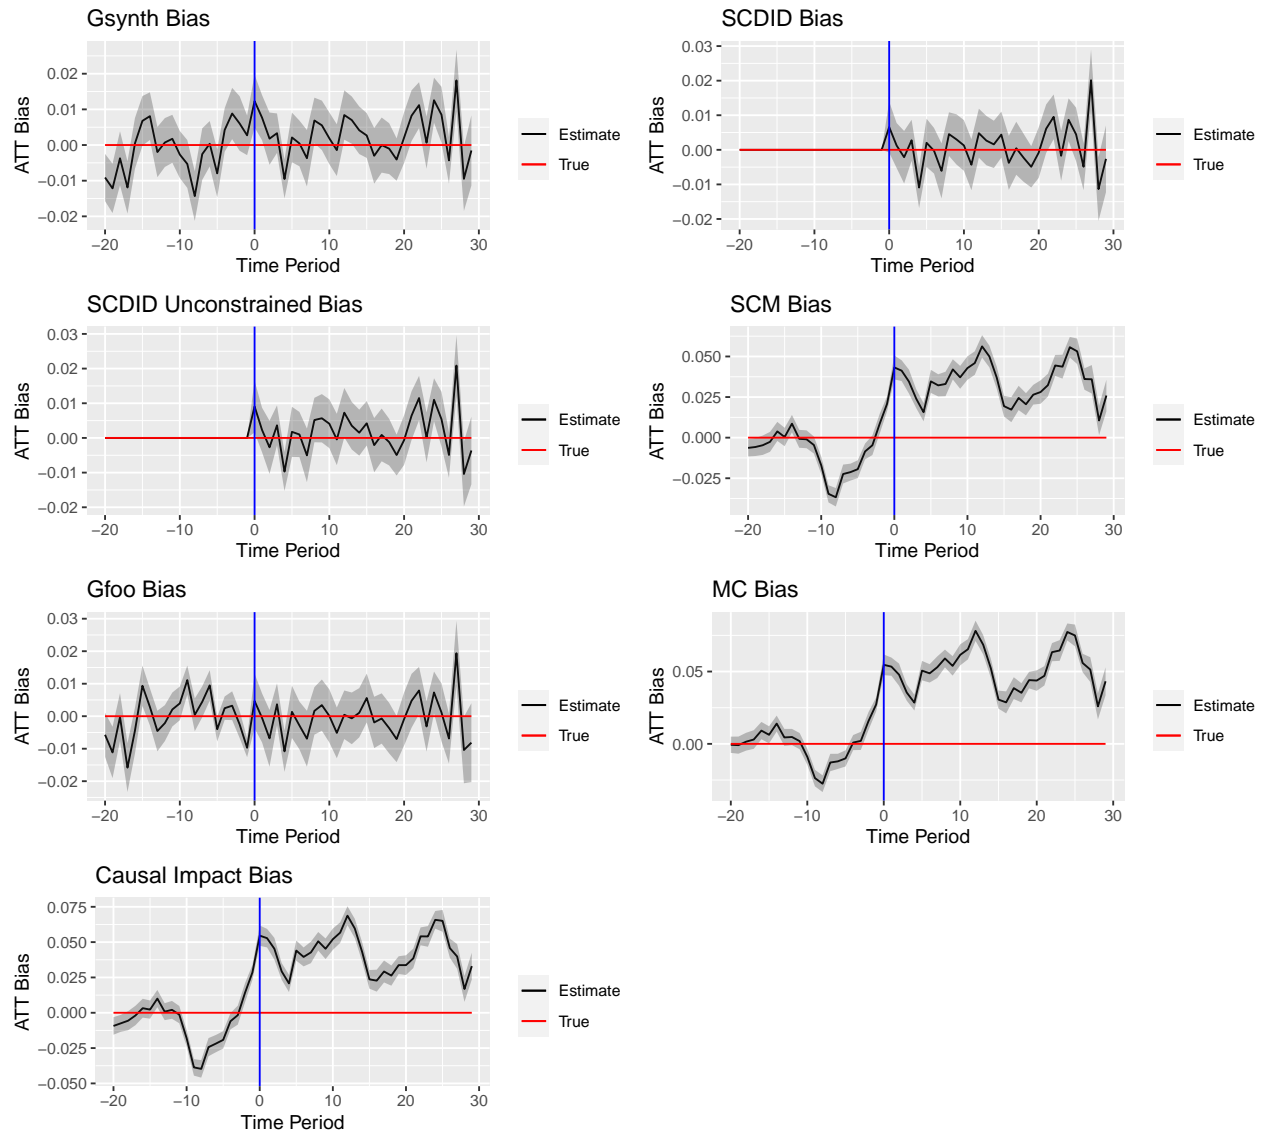 Gsynth Bias
ATT Bias
0.02
0.01
0.00
−0.01
−0.02
−20 −10 0 10 20 30
Time Period
Estimate
True
SCDID Bias
ATT Bias
0.03
0.02
0.01
0.00
−0.01
−0.02
−20 −10 0 10 20 30
Time Period
Estimate
True
SCDID Unconstrained Bias
ATT Bias
0.03
0.02
0.01
0.00
−0.01
−0.02
−20 −10 0 10 20 30
Time Period
Estimate
True
SCM Bias
ATT Bias
0.050
0.025
0.000
−0.025
−20 −10 0 10 20 30
Time Period
Estimate
True
Gfoo Bias
ATT Bias
0.03
0.02
0.01
0.00
−0.01
−0.02
−20 −10 0 10 20 30
Time Period
Estimate
True
MC Bias
ATT Bias
0.05
0.00
−20 −10 0 10 20 30
Time Period
Estimate
True
Causal Impact Bias
ATT Bias
0.075
0.050
0.025
0.000
−0.025
−0.050
−20 −10 0 10 20 30
Time Period
Estimate
True